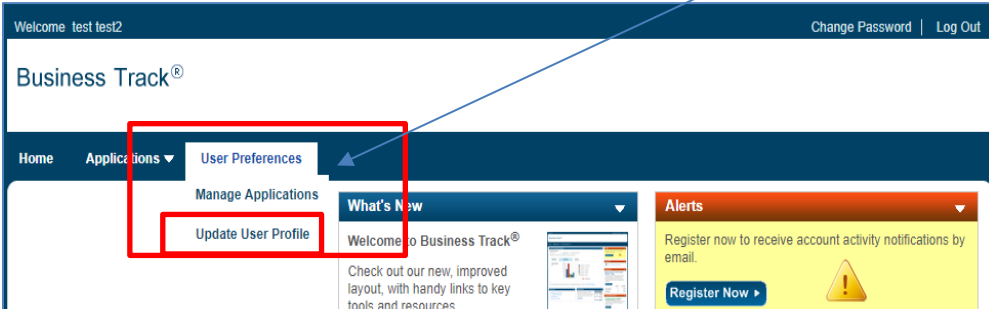 Welcome test test2
Change Password | Log Out
Business Track®
Home Applications User Preferences
Manage Applications
Update User Profile
What's New
Welcome to Business Track®
Check out our new, improved
layout, with handy links to key
tools and resources
Alerts
Register now to receive account activity notifications by
email.
Register Now